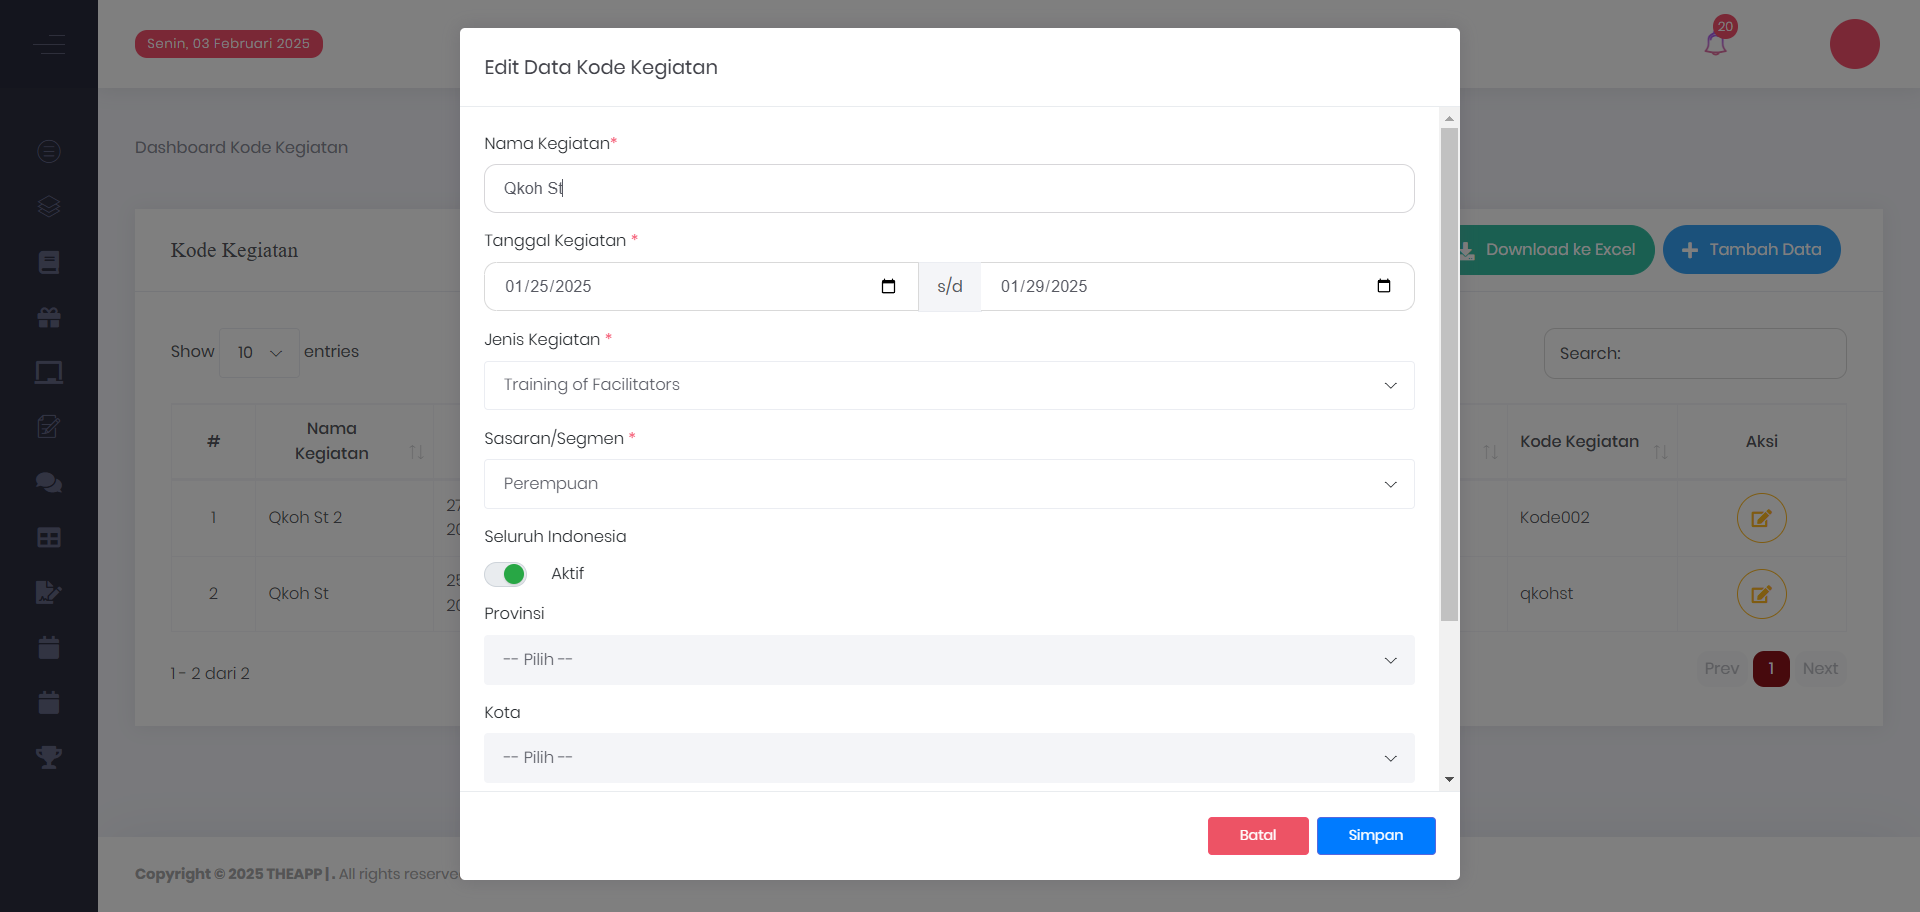 Senin, 03 Februari 2025
20
Dashboard Kode Kegiatan
Kode Kegiatan
Download ke Excel
Tambah Data
Show 10 entries
Search:
#
Nama Kegiatan
Kode Kegiatan
Aksi
1
Qkoh St 2
27
20
Kode002
2
Qkoh St
25
20
qkohst
1 - 2 dari 2
Prev 1 Next
Copyright © 2025 THEAPP | . All rights reserve
Edit Data Kode Kegiatan
Nama Kegiatan*
Qkoh St
Tanggal Kegiatan *
01/25/2025 s/d 01/29/2025
Jenis Kegiatan *
Training of Facilitators
Sasaran/Segmen *
Perempuan
Seluruh Indonesia
Aktif
Provinsi
-- Pilih --
Kota
-- Pilih --
Batal
Simpan